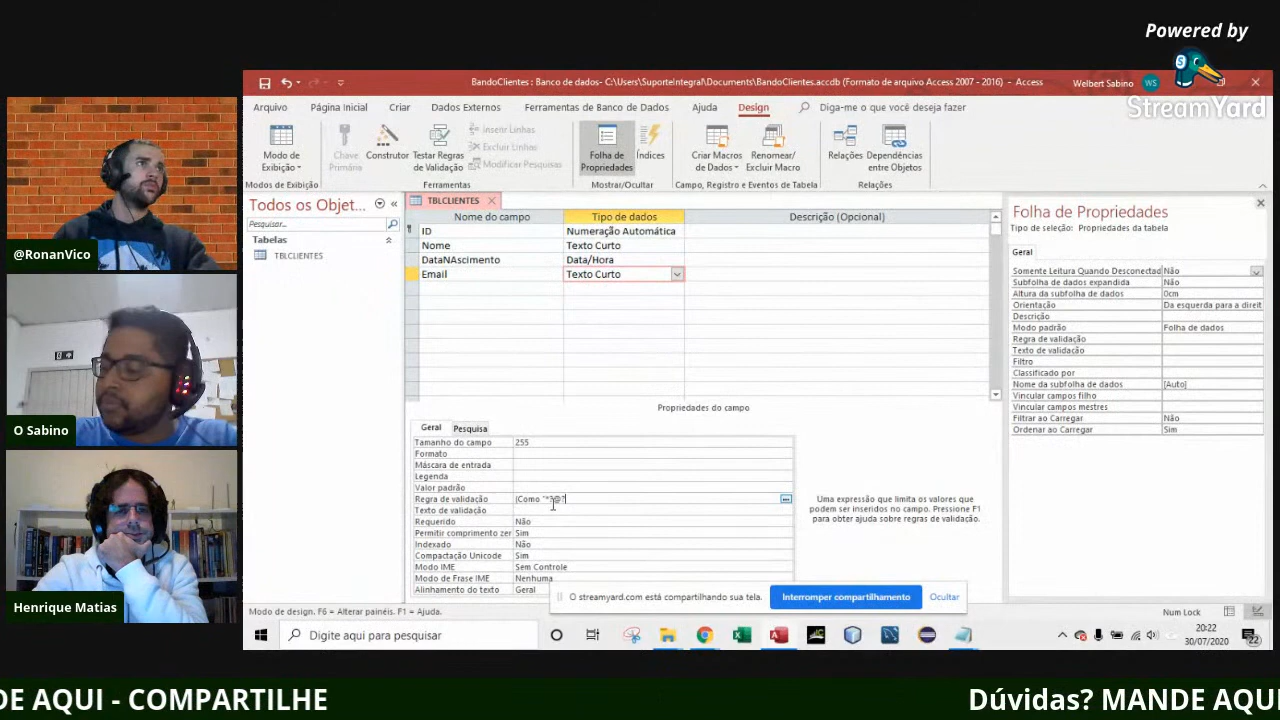 Powered by
StreamYard
BandoClientes : Banco de dados- C:\Users\SuporteIntegral\Documents\BandoClientes.accdb (Formato de arquivo Access 2007 - 2016) - Access
Welbert Sabino
WS
Arquivo
Página Inicial
Criar
Dados Externos
Ferramentas de Banco de Dados
Ajuda
Design
Diga-me o que você deseja fazer
Modo de Exibição
Chave Primária
Construtor
Testar Regras de Validação
Inserir Linhas
Excluir Linhas
Modificar Pesquisas
Folha de Propriedades
Índices
Criar Macros de Dados
Renomear/ Excluir Macro
Relações
Dependências entre Objetos
Modos de Exibição
Ferramentas
Mostrar/Ocultar
Campo, Registro e Eventos de Tabela
Relações
Todos os Objet...
Pesquisar...
Tabelas
TBLCLIENTES
TBLCLIENTES
Nome do campo Tipo de dados Descrição (Opcional)
ID Numeração Automática
Nome Texto Curto
DataNAscimento Data/Hora
Email Texto Curto
Propriedades do campo
Geral Pesquisa
Tamanho do campo 255
Formato
Máscara de entrada
Legenda
Valor padrão
Regra de validação (Como "*?@?
Texto de validação
Requerido Não
Permitir comprimento zer Sim
Indexado Não
Compactação Unicode Sim
Modo IME Sem Controle
Modo de Frase IME Nenhuma
Alinhamento do texto Geral
Uma expressão que limita os valores que
podem ser inseridos no campo. Pressione F1
para obter ajuda sobre regras de validação.
Folha de Propriedades
Tipo de seleção: Propriedades da tabela
Geral
Somente Leitura Quando Desconectad Não
Subfolha de dados expandida Não
Altura da subfolha de dados 0cm
Orientação Da esquerda para a direit
Descrição
Modo padrão Folha de dados
Regra de validação
Texto de validação
Filtro
Classificado por
Nome da subfolha de dados [Auto]
Vincular campos filho
Vincular campos mestres
Filtrar ao Carregar Não
Ordenar ao Carregar Sim
O streamyard.com está compartilhando sua tela.
Interromper compartilhamento
Ocultar
Modo de design. F6 = Alterar painéis. F1 = Ajuda.
Num Lock
Digite aqui para pesquisar
20:22
30/07/2020
22
@RonanVico
O Sabino
Henrique Matias
DE AQUI - COMPARTILHE
Dúvidas? MANDE AQUI